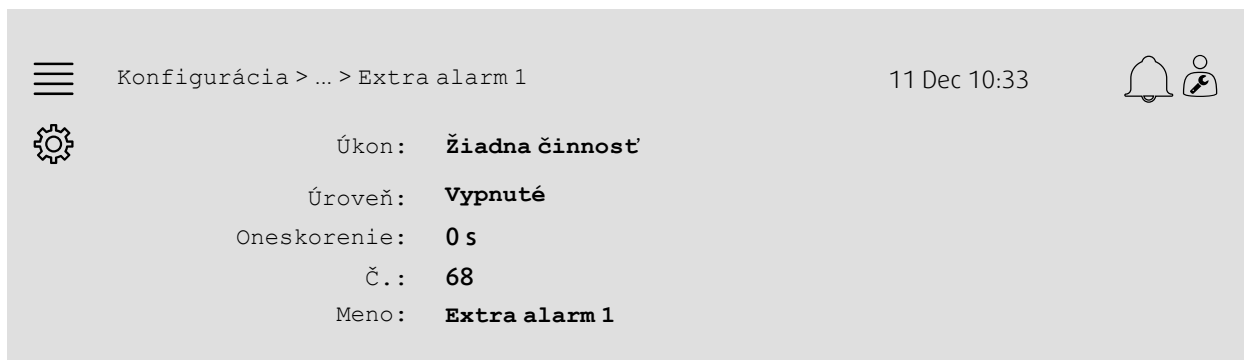 Konfigurácia > ... > Extra alarm 1 11 Dec 10:33
Úkon: Žiadna činnosť
Úroveň: Vypnuté
Oneskorenie: 0 s
Č.: 68
Meno: Extra alarm 1